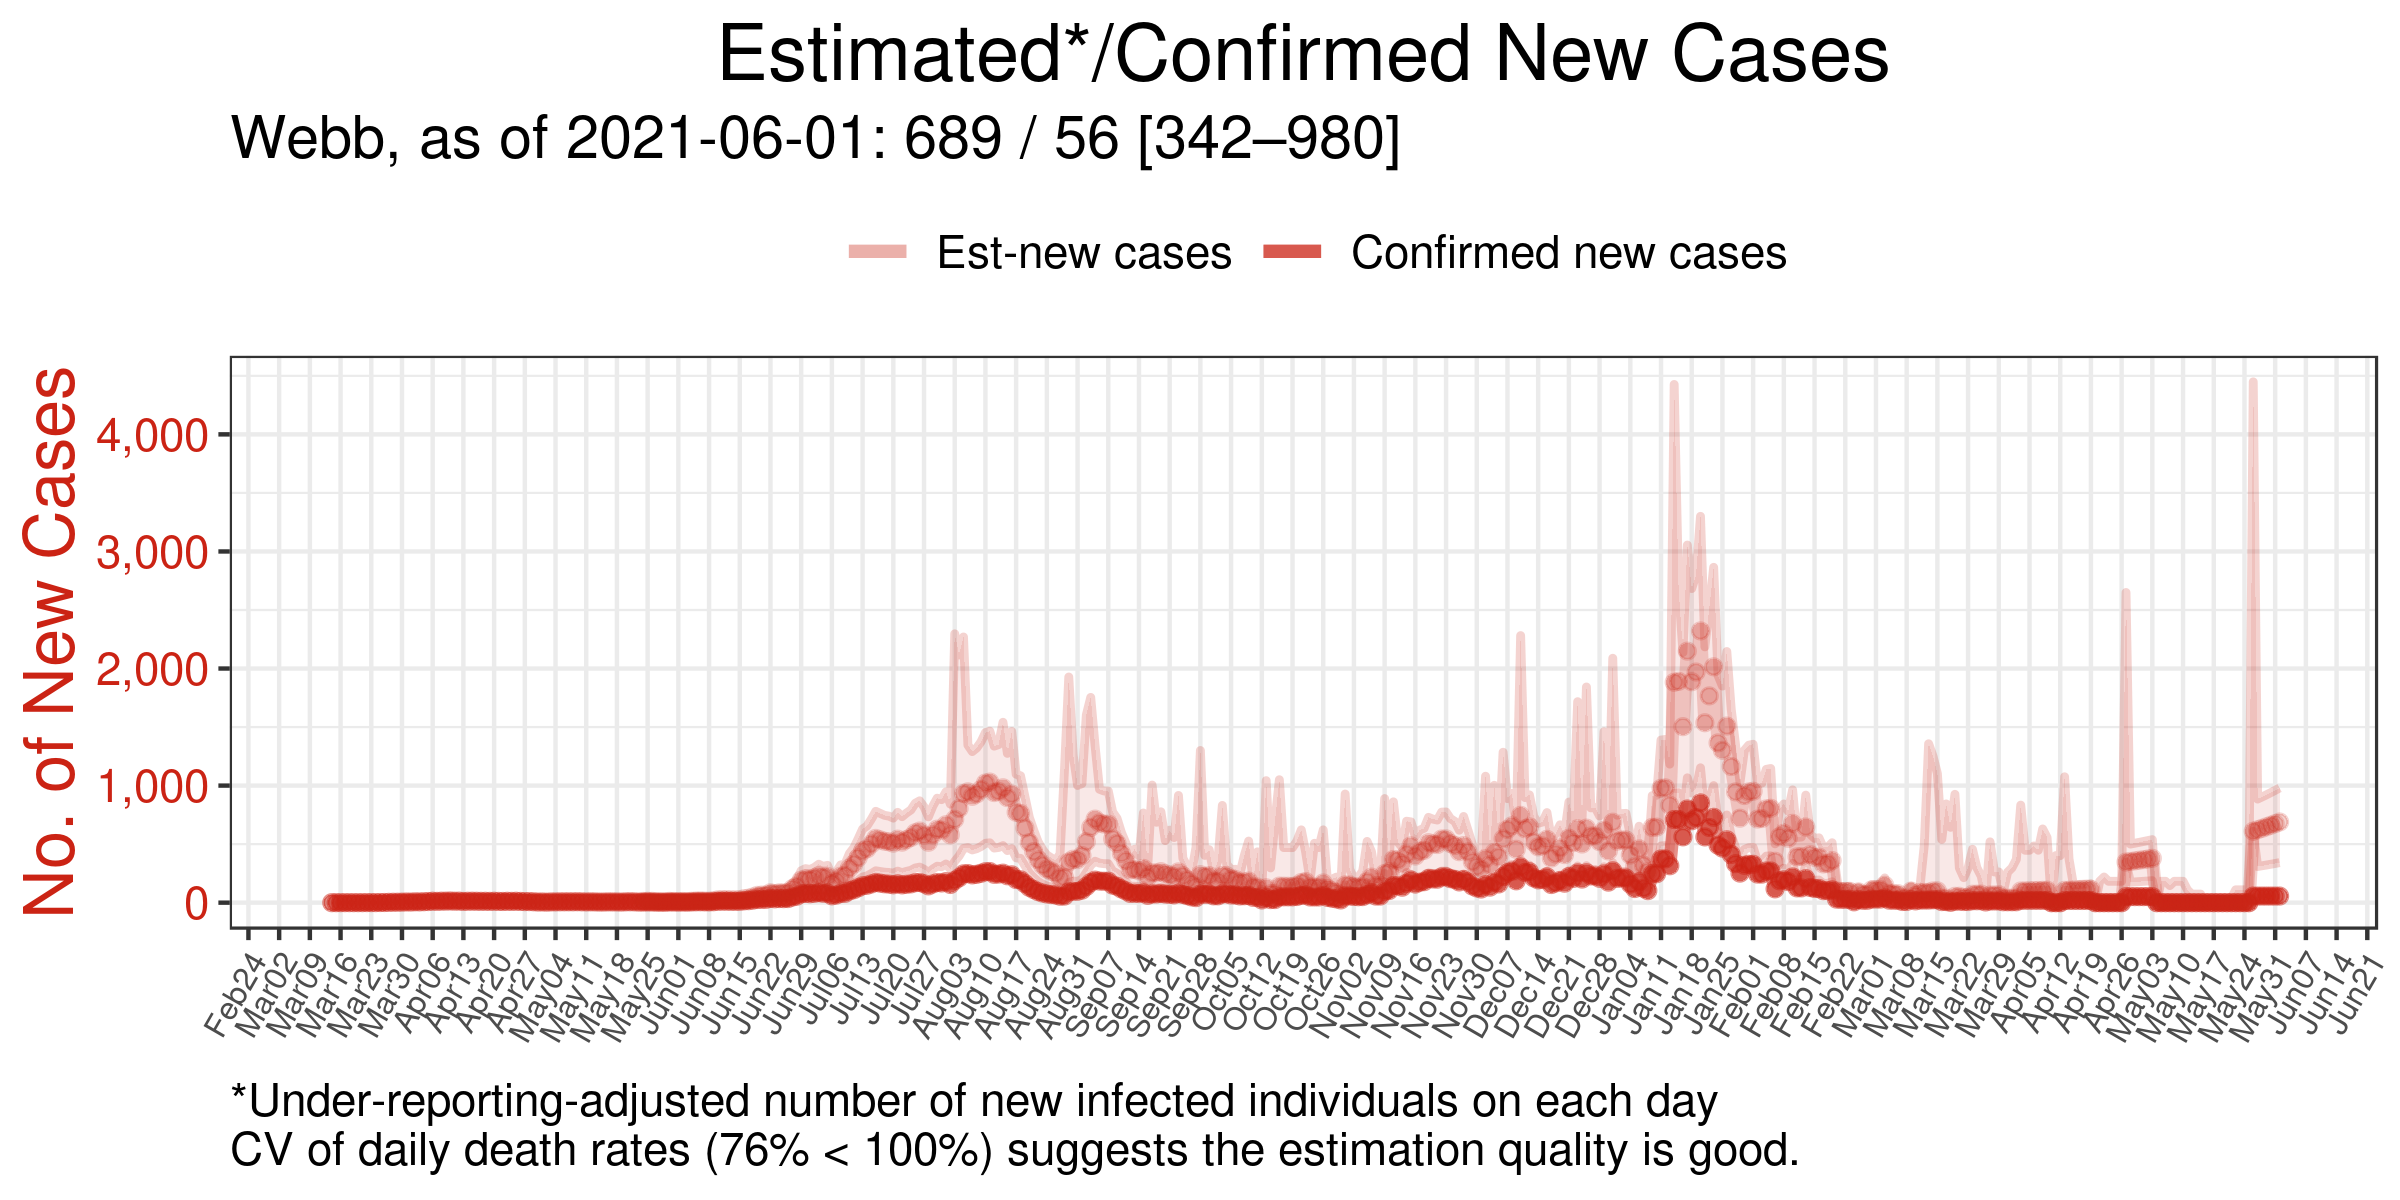 Estimated*/Confirmed New Cases
Webb, as of 2021-06-01: 689 / 56 [342–980]
Est-new cases Confirmed new cases
No. of New Cases
4,000
3,000
2,000
1,000
0
Feb24 Mar02 Mar09 Mar16 Mar23 Mar30 Apr06 Apr13 Apr20 Apr27 May04 May11 May18 May25 Jun01 Jun08 Jun15 Jun22 Jun29 Jul06 Jul13 Jul20 Jul27 Aug03 Aug10 Aug17 Aug24 Aug31 Sep07 Sep14 Sep21 Sep28 Oct05 Oct12 Oct19 Oct26 Nov02 Nov09 Nov16 Nov23 Nov30 Dec07 Dec14 Dec21 Dec28 Jan04 Jan11 Jan18 Jan25 Feb01 Feb08 Feb15 Feb22 Mar01 Mar08 Mar15 Mar22 Mar29 Apr05 Apr12 Apr19 Apr26 May03 May10 May17 May24 May31 Jun07 Jun14 Jun21
*Under-reporting-adjusted number of new infected individuals on each day
CV of daily death rates (76% < 100%) suggests the estimation quality is good.